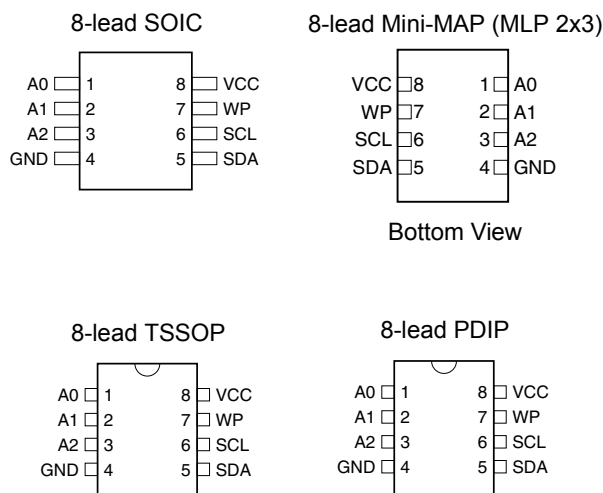 8-lead SOIC
A0 1 8 VCC
A1 2 7 WP
A2 3 6 SCL
GND 4 5 SDA
8-lead Mini-MAP (MLP 2x3)
VCC 8 1 A0
WP 7 2 A1
SCL 6 3 A2
SDA 5 4 GND
Bottom View
8-lead TSSOP
A0 1 8 VCC
A1 2 7 WP
A2 3 6 SCL
GND 4 5 SDA
8-lead PDIP
A0 1 8 VCC
A1 2 7 WP
A2 3 6 SCL
GND 4 5 SDA